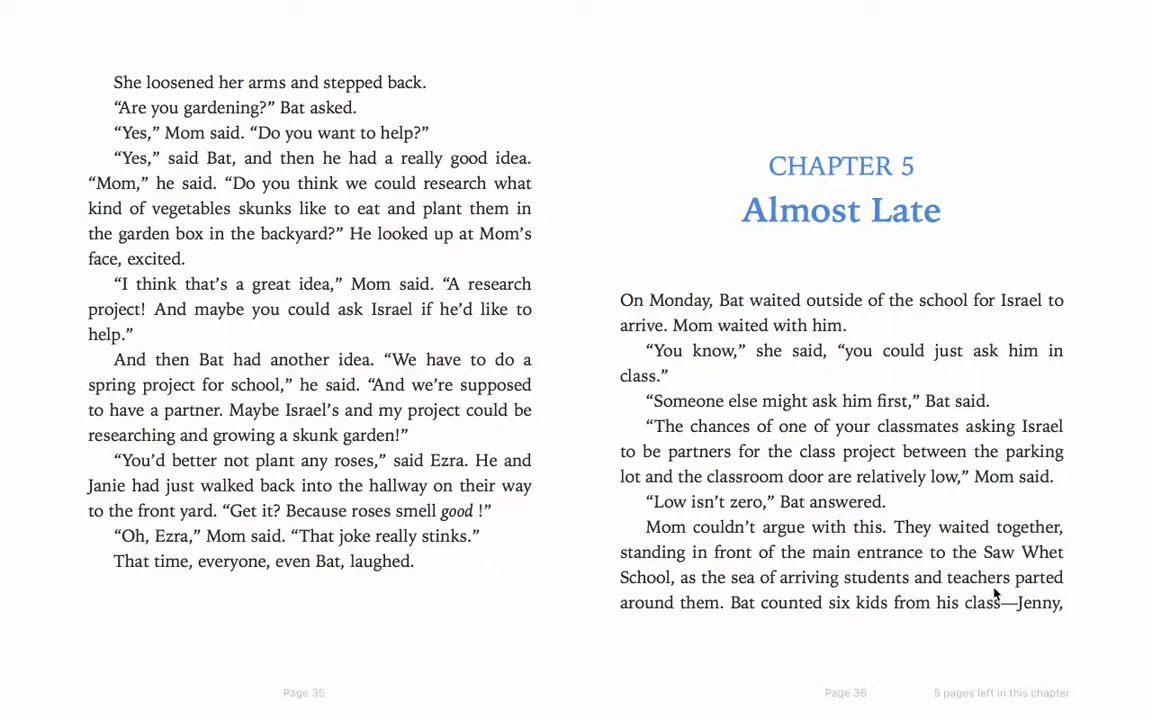 She loosened her arms and stepped back.
“Are you gardening?” Bat asked.
“Yes,” Mom said. “Do you want to help?”
“Yes,” said Bat, and then he had a really good idea.
“Mom,” he said. “Do you think we could research what
kind of vegetables skunks like to eat and plant them in
the garden box in the backyard?” He looked up at Mom’s
face, excited.
“I think that’s a great idea,” Mom said. “A research
project! And maybe you could ask Israel if he’d like to
help.”
And then Bat had another idea. “We have to do a
spring project for school,” he said. “And we’re supposed
to have a partner. Maybe Israel’s and my project could be
researching and growing a skunk garden!”
“You’d better not plant any roses,” said Ezra. He and
Janie had just walked back into the hallway on their way
to the front yard. “Get it? Because roses smell good !”
“Oh, Ezra,” Mom said. “That joke really stinks.”
That time, everyone, even Bat, laughed.
Page 35
CHAPTER 5
Almost Late
On Monday, Bat waited outside of the school for Israel to
arrive. Mom waited with him.
“You know,” she said, “you could just ask him in
class.”
“Someone else might ask him first,” Bat said.
“The chances of one of your classmates asking Israel
to be partners for the class project between the parking
lot and the classroom door are relatively low,” Mom said.
“Low isn’t zero,” Bat answered.
Mom couldn’t argue with this. They waited together,
standing in front of the main entrance to the Saw Whet
School, as the sea of arriving students and teachers parted
around them. Bat counted six kids from his class—Jenny,
Page 36
5 pages left in this chapter